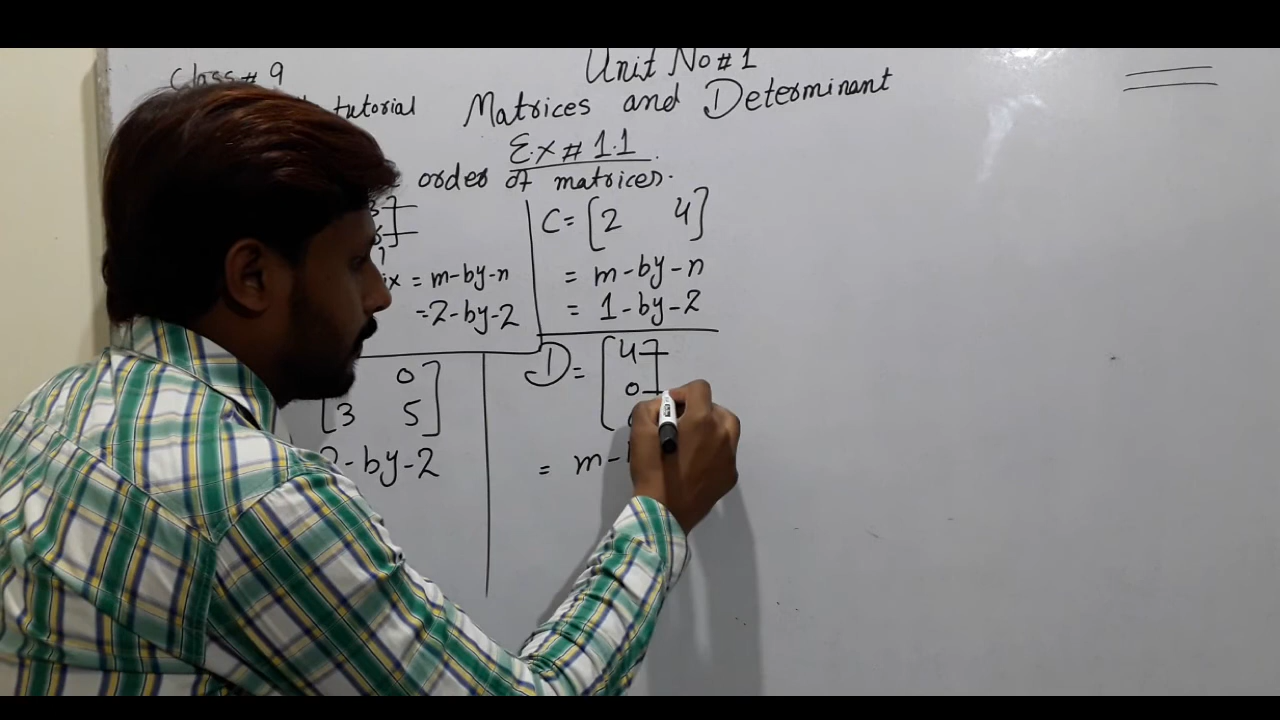 Class # 9
Unit No # 1
tutorial Matrices and Determinant
Ex # 1.1
order of matrices.
C = [2 4]
= m-by-n
= 1-by-2
= m-by-n
= 2-by-2
0
3 5
-by-2
D = [4
0
= m-